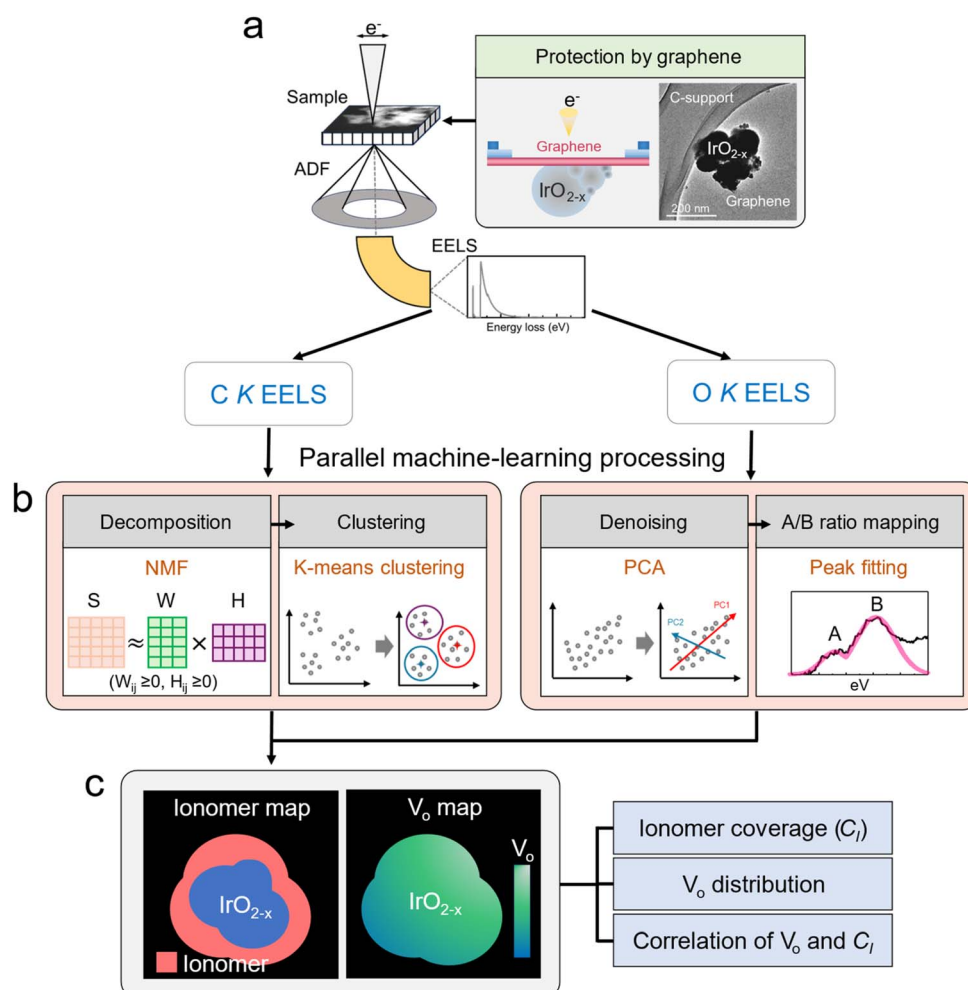 a
e⁻
Sample
ADF
EELS
Energy loss (eV)
Protection by graphene
e⁻
Graphene
IrO₂₋ₓ
C-support
IrO₂₋ₓ
Graphene
200 nm
C K EELS
O K EELS
Parallel machine-learning processing
b
Decomposition
Clustering
NMF
K-means clustering
S W H
≈ ×
(Wᵢⱼ ≥0, Hᵢⱼ ≥0)
Denoising
A/B ratio mapping
PCA
Peak fitting
PC1
PC2
A
B
eV
c
Ionomer map
IrO₂₋ₓ
Ionomer
Vₒ map
Vₒ
IrO₂₋ₓ
Ionomer coverage (Cᵢ)
Vₒ distribution
Correlation of Vₒ and Cᵢ